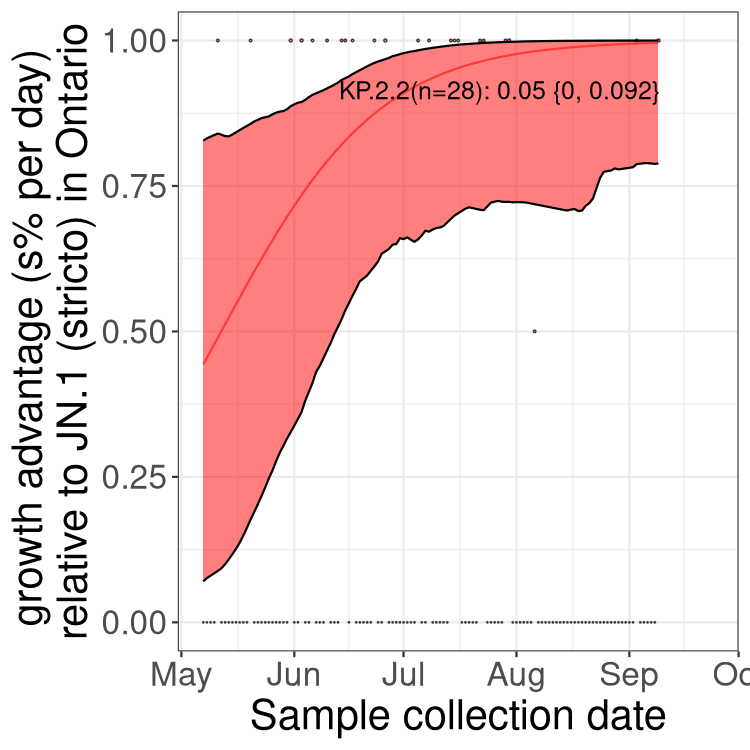 growth advantage (s% per day)
relative to JN.1 (stricto) in Ontario
1.00
0.75
0.50
0.25
0.00
KP.2.2(n=28): 0.05 {0, 0.092}
May Jun Jul Aug Sep Oc
Sample collection date